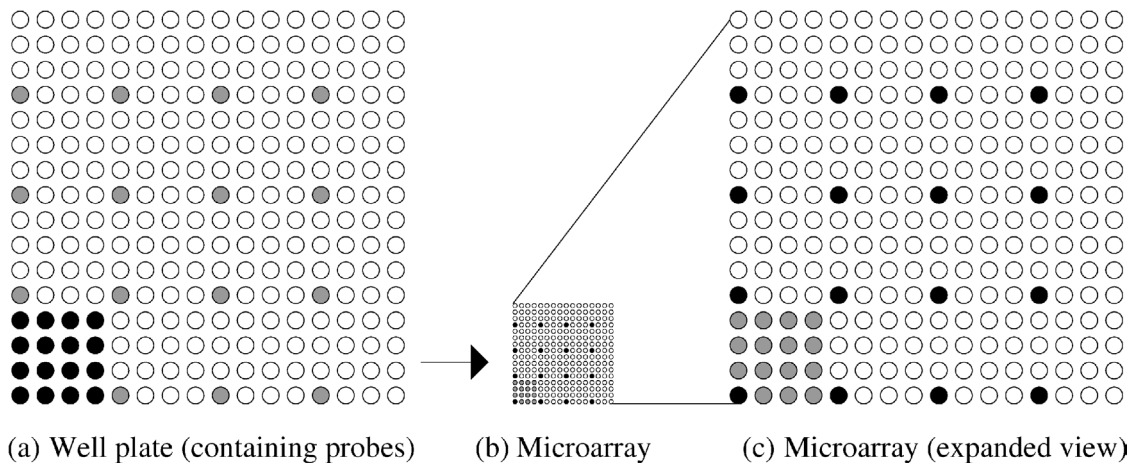 (a) Well plate (containing probes)
(b) Microarray
(c) Microarray (expanded view)